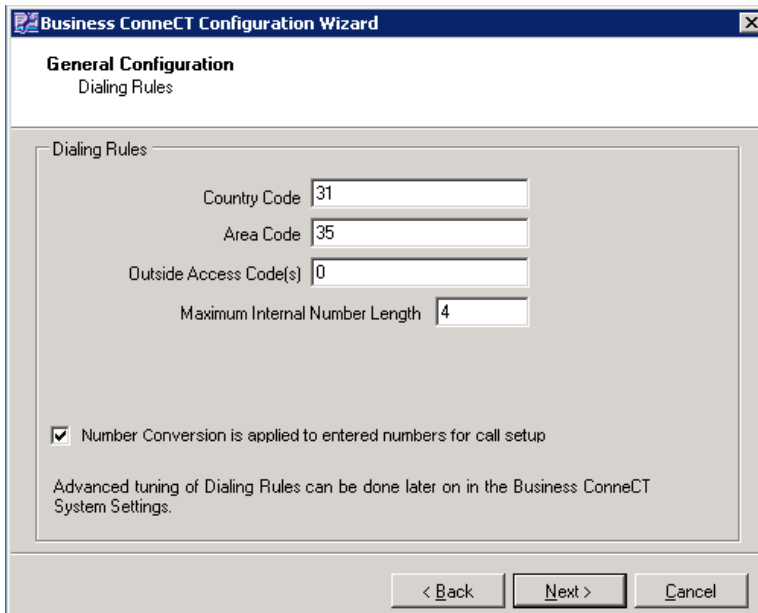 Business ConneCT Configuration Wizard
General Configuration
Dialing Rules
Dialing Rules
Country Code 31
Area Code 35
Outside Access Code(s) 0
Maximum Internal Number Length 4
Number Conversion is applied to entered numbers for call setup
Advanced tuning of Dialing Rules can be done later on in the Business ConneCT
System Settings.
< Back Next > Cancel